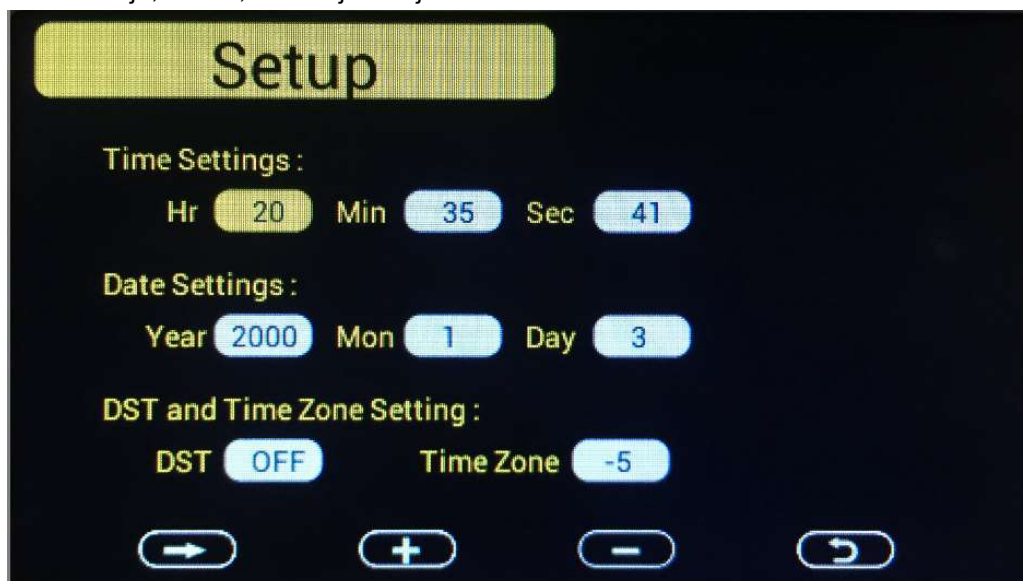 Setup
Time Settings :
Hr 20 Min 35 Sec 41
Date Settings :
Year 2000 Mon 1 Day 3
DST and Time Zone Setting :
DST OFF Time Zone -5